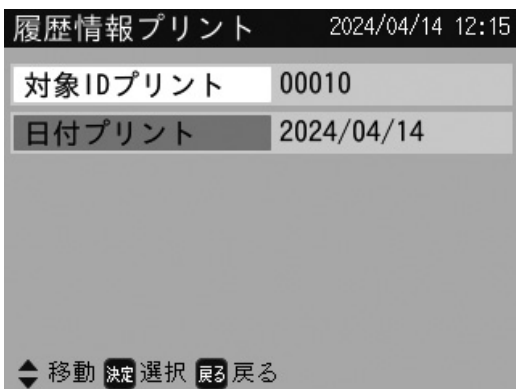 履歴情報プリント 2024/04/14 12:15
対象IDプリント 00010
日付プリント 2024/04/14
移動 決定 選択 戻る 戻る